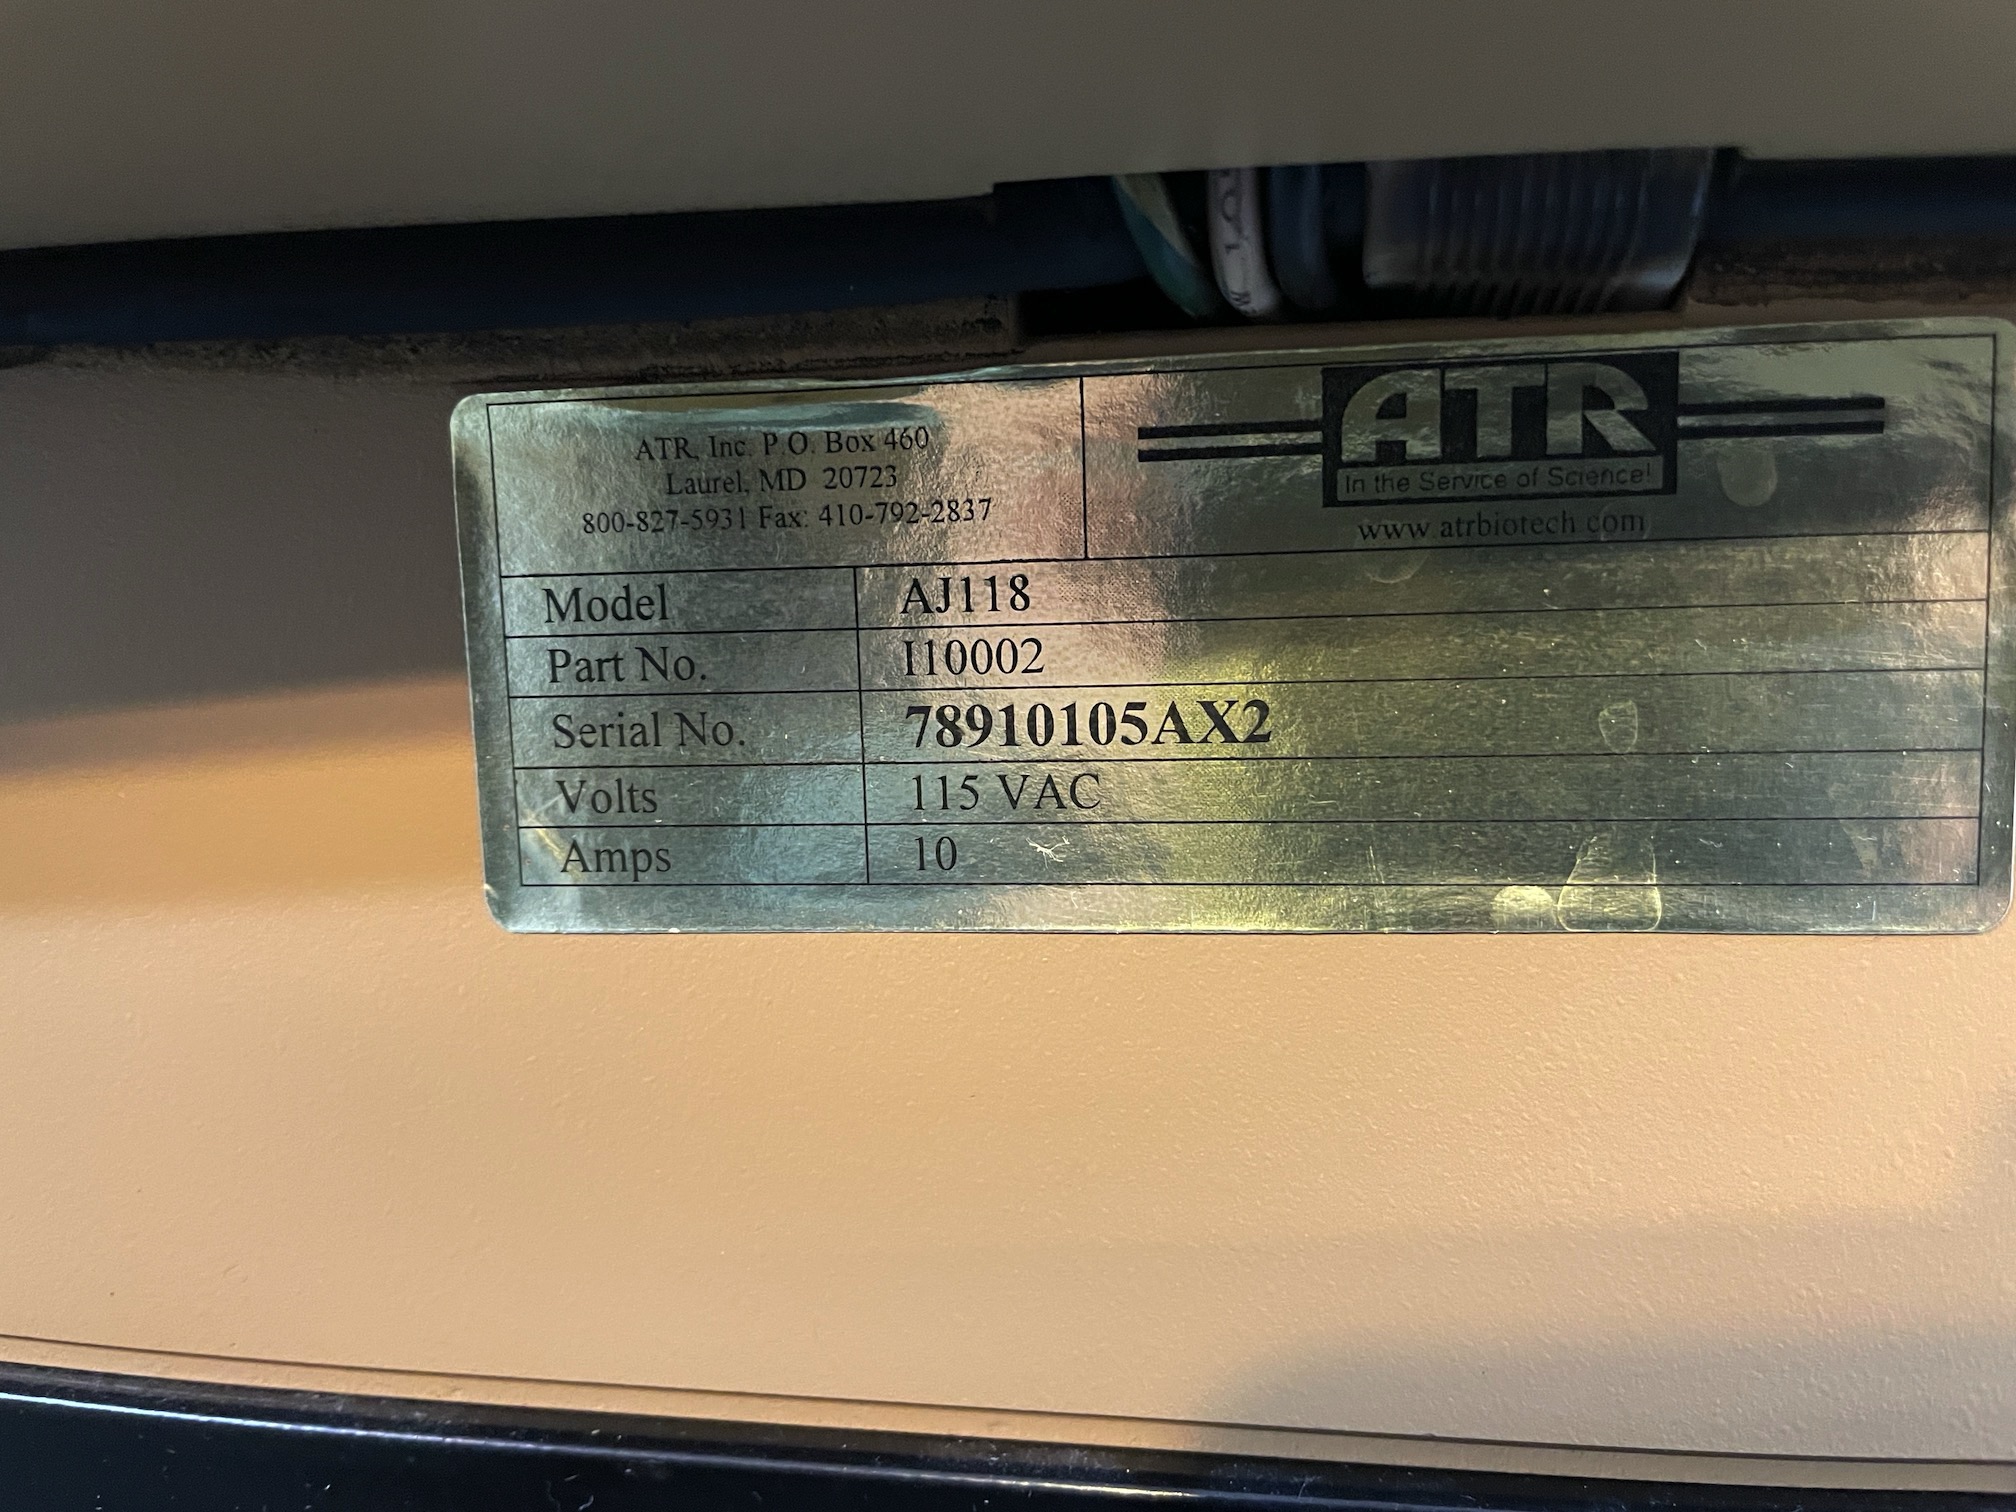 ATR, Inc. P.O. Box 460
Laurel, MD 20723
800-827-5931 Fax: 410-792-2837
ATR
In the Service of Science!
www.atrbiotech.com
Model AJ118
Part No. I10002
Serial No. 78910105AX2
Volts 115 VAC
Amps 10